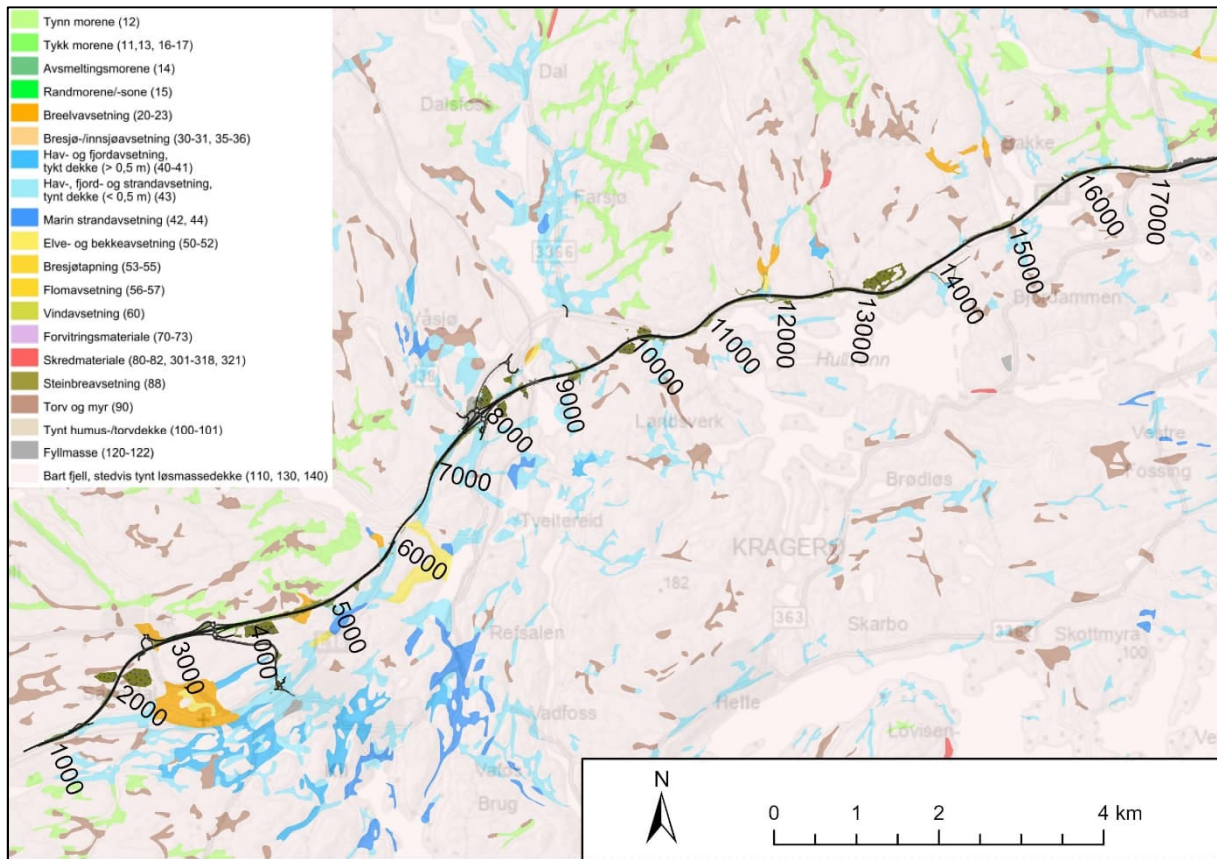 Tynn morene (12)
Tykk morene (11,13, 16-17)
Avsmeltingsmorene (14)
Randmorene/-sone (15)
Breelvavsetning (20-23)
Bresjø-/innsjøavsetning (30-31, 35-36)
Hav- og fjordavsetning,
tykt dekke (> 0,5 m) (40-41)
Hav-, fjord- og strandavsetning,
tynt dekke (< 0,5 m) (43)
Marin strandavsetning (42, 44)
Elve- og bekkeavsetning (50-52)
Bresjøtapning (53-55)
Flomavsetning (56-57)
Vindavsetning (60)
Forvitringsmateriale (70-73)
Skredmateriale (80-82, 301-318, 321)
Steinbreavsetning (88)
Torv og myr (90)
Tynt humus-/torvdekke (100-101)
Fyllmasse (120-122)
Bart fjell, stedvis tynt løsmassedekke (110, 130, 140)
Kasa
Dal
Dalsfoss
Bakke
Farsjø
3366
Våsjø
38
Bjordammen
Landsverk
Vestre
Fossing
Brødløs
Tveitereid
KRAGERØ
182
363
Skarbo
Skottmyra
100
Refsalen
Helle
Vadfoss
Lovisen-
Brug
1000
2000
3000
4000
5000
6000
7000
8000
9000
10000
11000
12000
13000
14000
15000
16000
17000
N
0 1 2 4 km